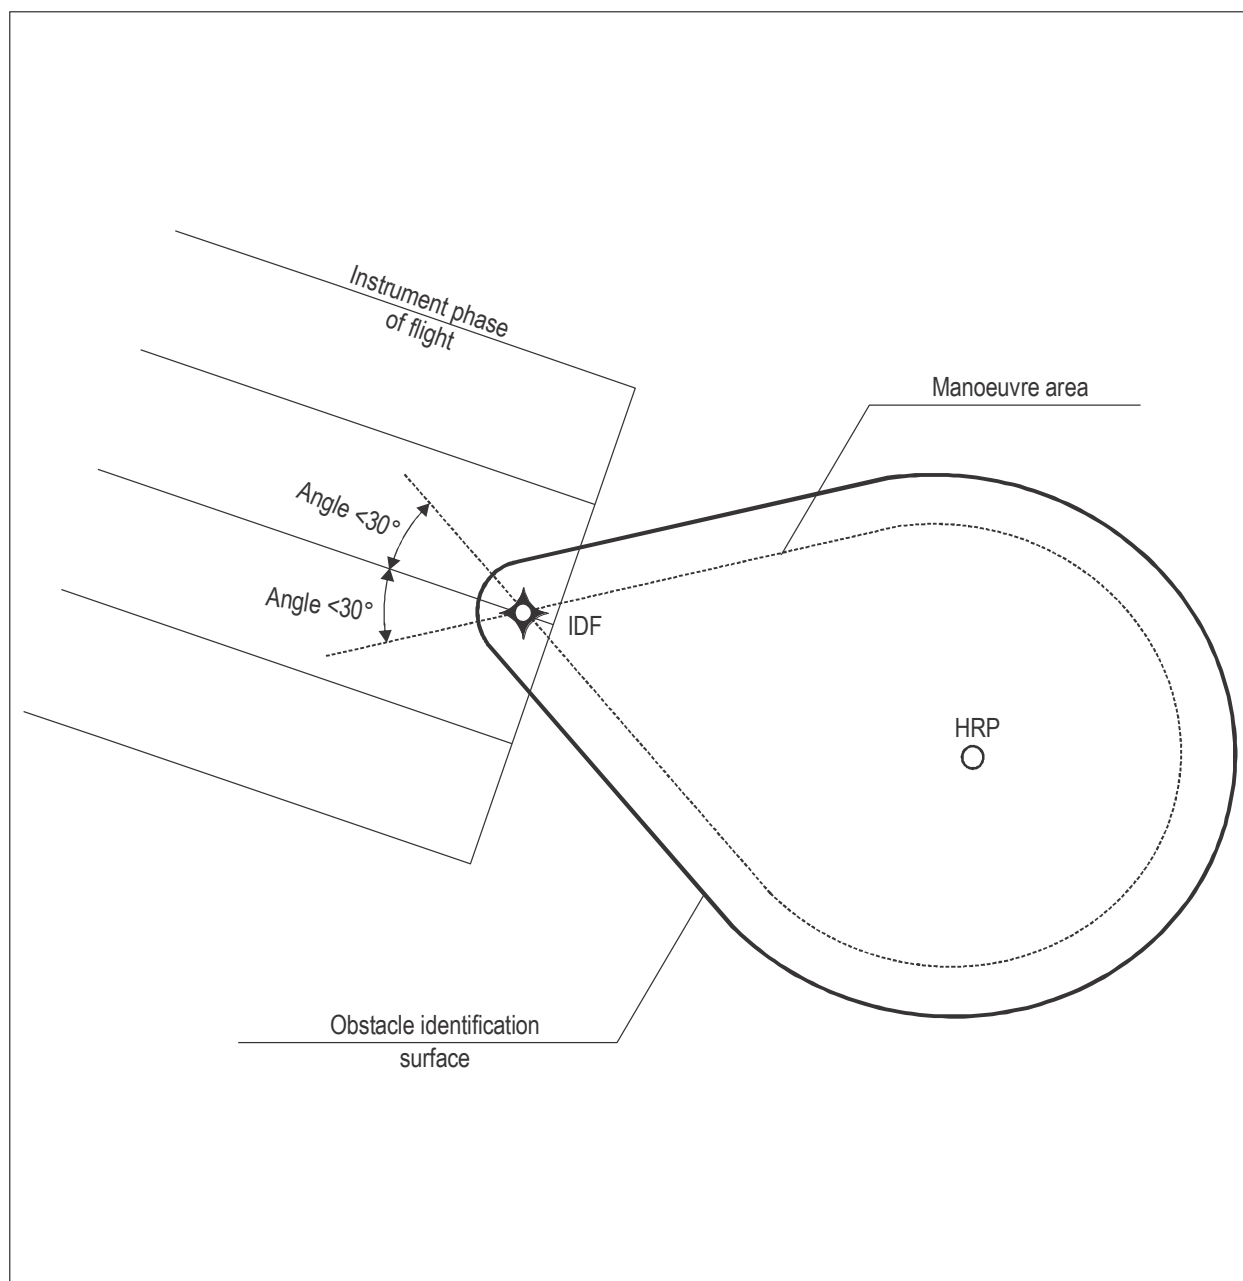 Instrument phase
of flight
Manoeuvre area
Angle <30°
Angle <30°
IDF
HRP
Obstacle identification
surface